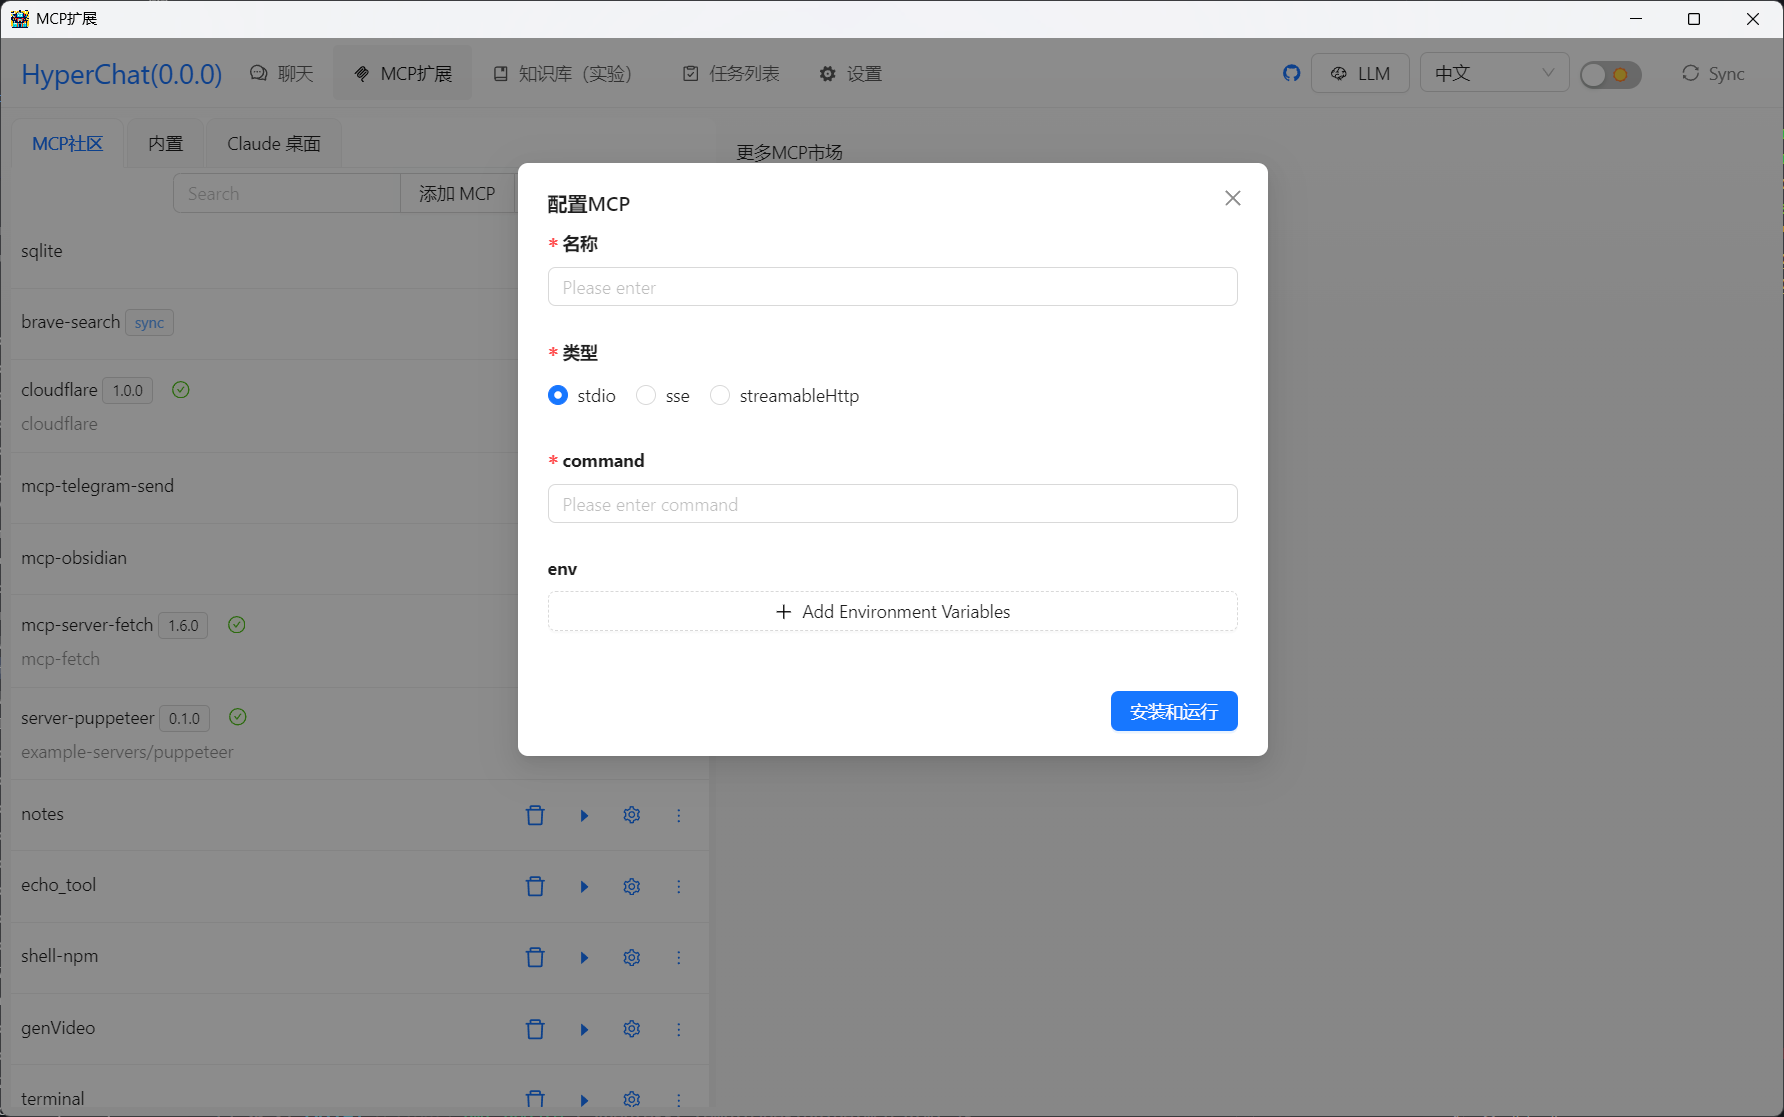 MCP扩展
HyperChat(0.0.0)
聊天
MCP扩展
知识库（实验）
任务列表
设置
LLM
中文
Sync
MCP社区
内置
Claude 桌面
更多MCP市场
Search
添加 MCP
sqlite
brave-search sync
cloudflare 1.0.0
cloudflare
mcp-telegram-send
mcp-obsidian
mcp-server-fetch 1.6.0
mcp-fetch
server-puppeteer 0.1.0
example-servers/puppeteer
notes
echo_tool
shell-npm
genVideo
terminal
配置MCP
* 名称
Please enter
* 类型
stdio
sse
streamableHttp
* command
Please enter command
env
+ Add Environment Variables
安装和运行